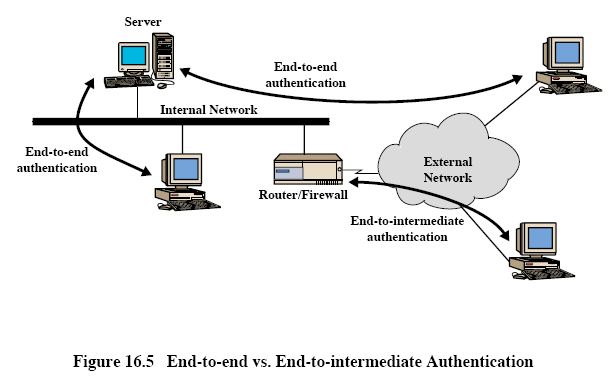 Server
End-to-end
authentication
Internal Network
End-to-end
authentication
External
Network
Router/Firewall
End-to-intermediate
authentication
Figure 16.5 End-to-end vs. End-to-intermediate Authentication